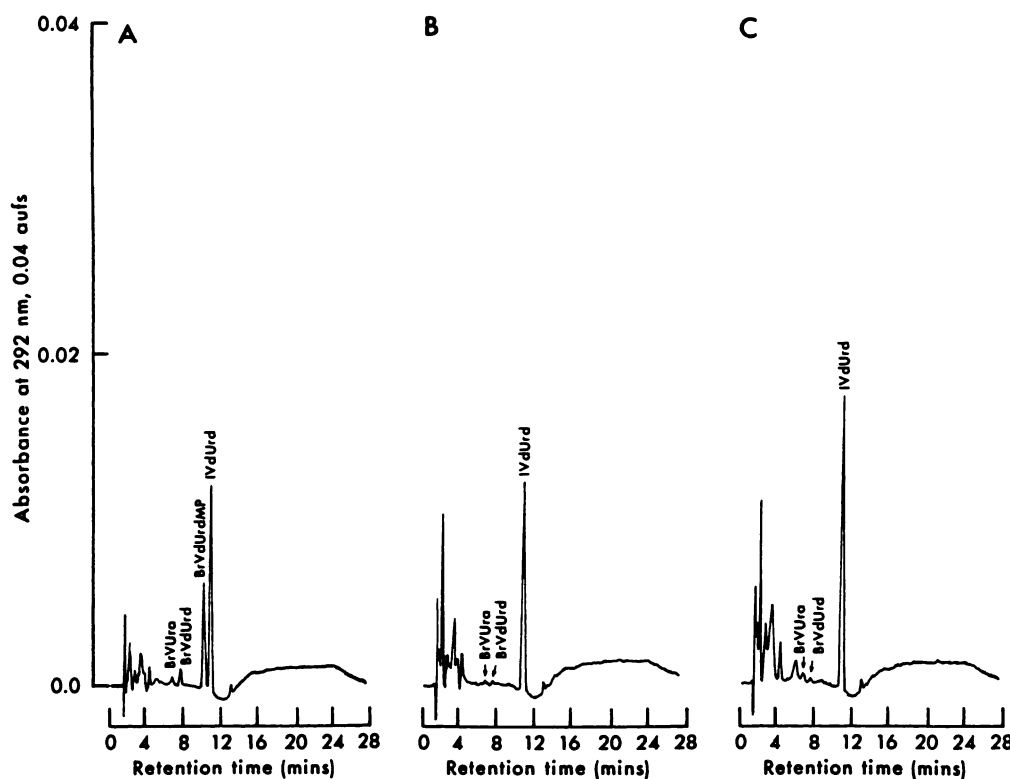 0.04
0.02
0.0
Absorbance at 292 nm, 0.04 aufs
A
BrVUra
BrVdUrd
BrVdUrdMP
IVdUrd
0 4 8 12 16 20 24 28
Retention time (mins)
B
BrVUra
BrVdUrd
IVdUrd
0 4 8 12 16 20 24 28
Retention time (mins)
C
BrVUra
BrVdUrd
IVdUrd
0 4 8 12 16 20 24 28
Retention time (mins)